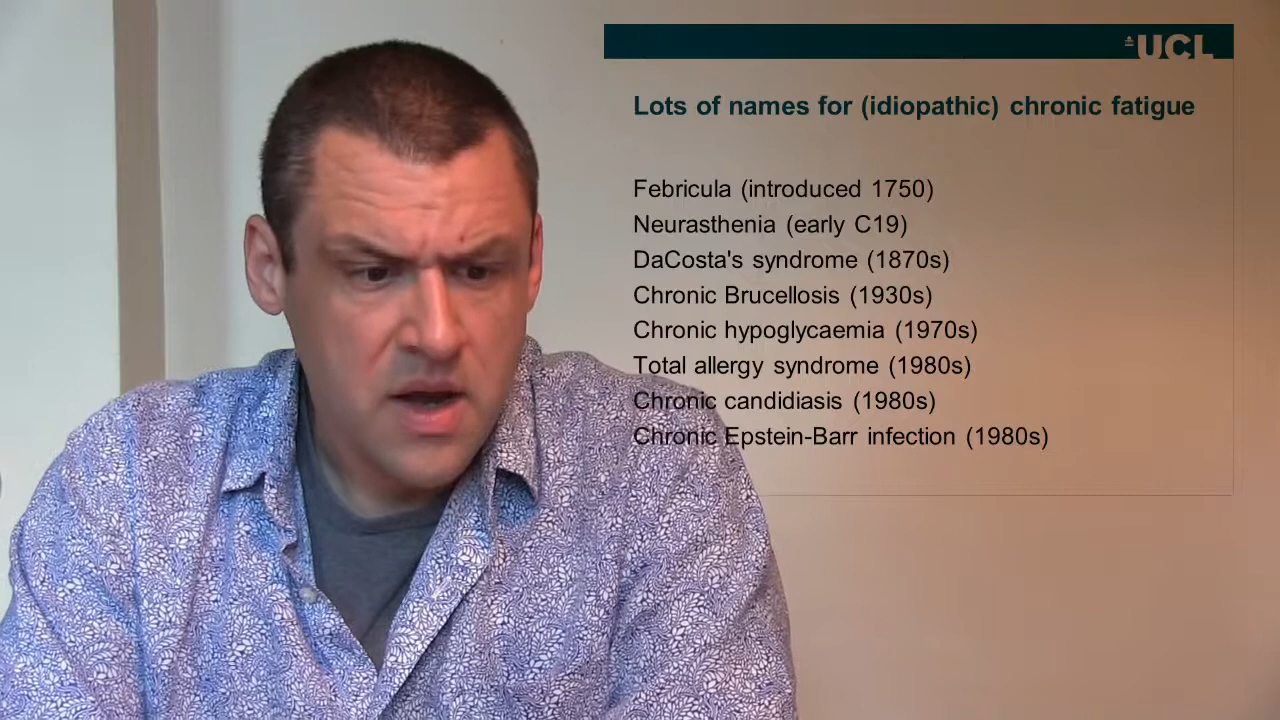 UCL
Lots of names for (idiopathic) chronic fatigue
Febricula (introduced 1750)
Neurasthenia (early C19)
DaCosta's syndrome (1870s)
Chronic Brucellosis (1930s)
Chronic hypoglycaemia (1970s)
Total allergy syndrome (1980s)
Chronic candidiasis (1980s)
Chronic Epstein-Barr infection (1980s)